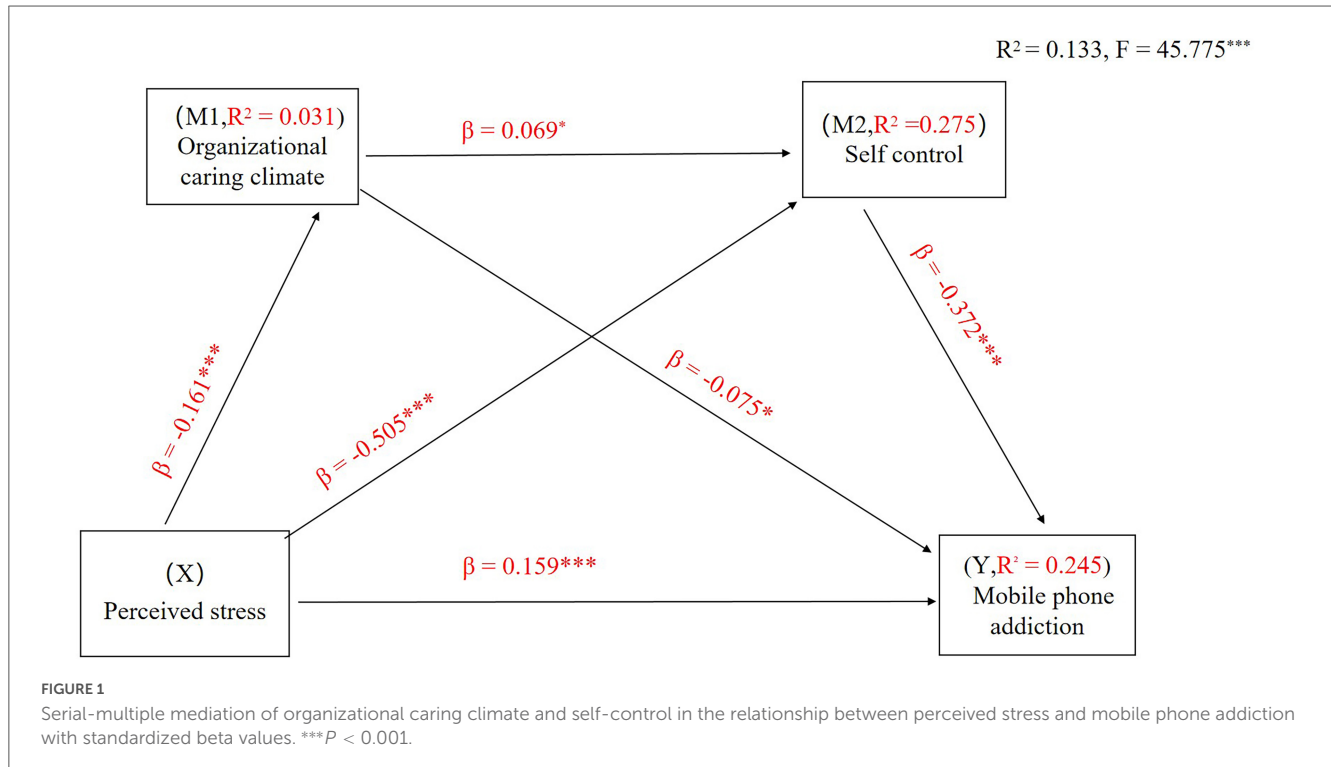 R² = 0.133, F = 45.775***
(M1,R² = 0.031)
Organizational
caring climate
β = 0.069*
(M2,R² =0.275)
Self control
β = -0.161***
β = -0.505***
β = -0.075*
β = -0.372***
(X)
Perceived stress
β = 0.159***
(Y,R² = 0.245)
Mobile phone
addiction
FIGURE 1
Serial-multiple mediation of organizational caring climate and self-control in the relationship between perceived stress and mobile phone addiction
with standardized beta values. ***P < 0.001.